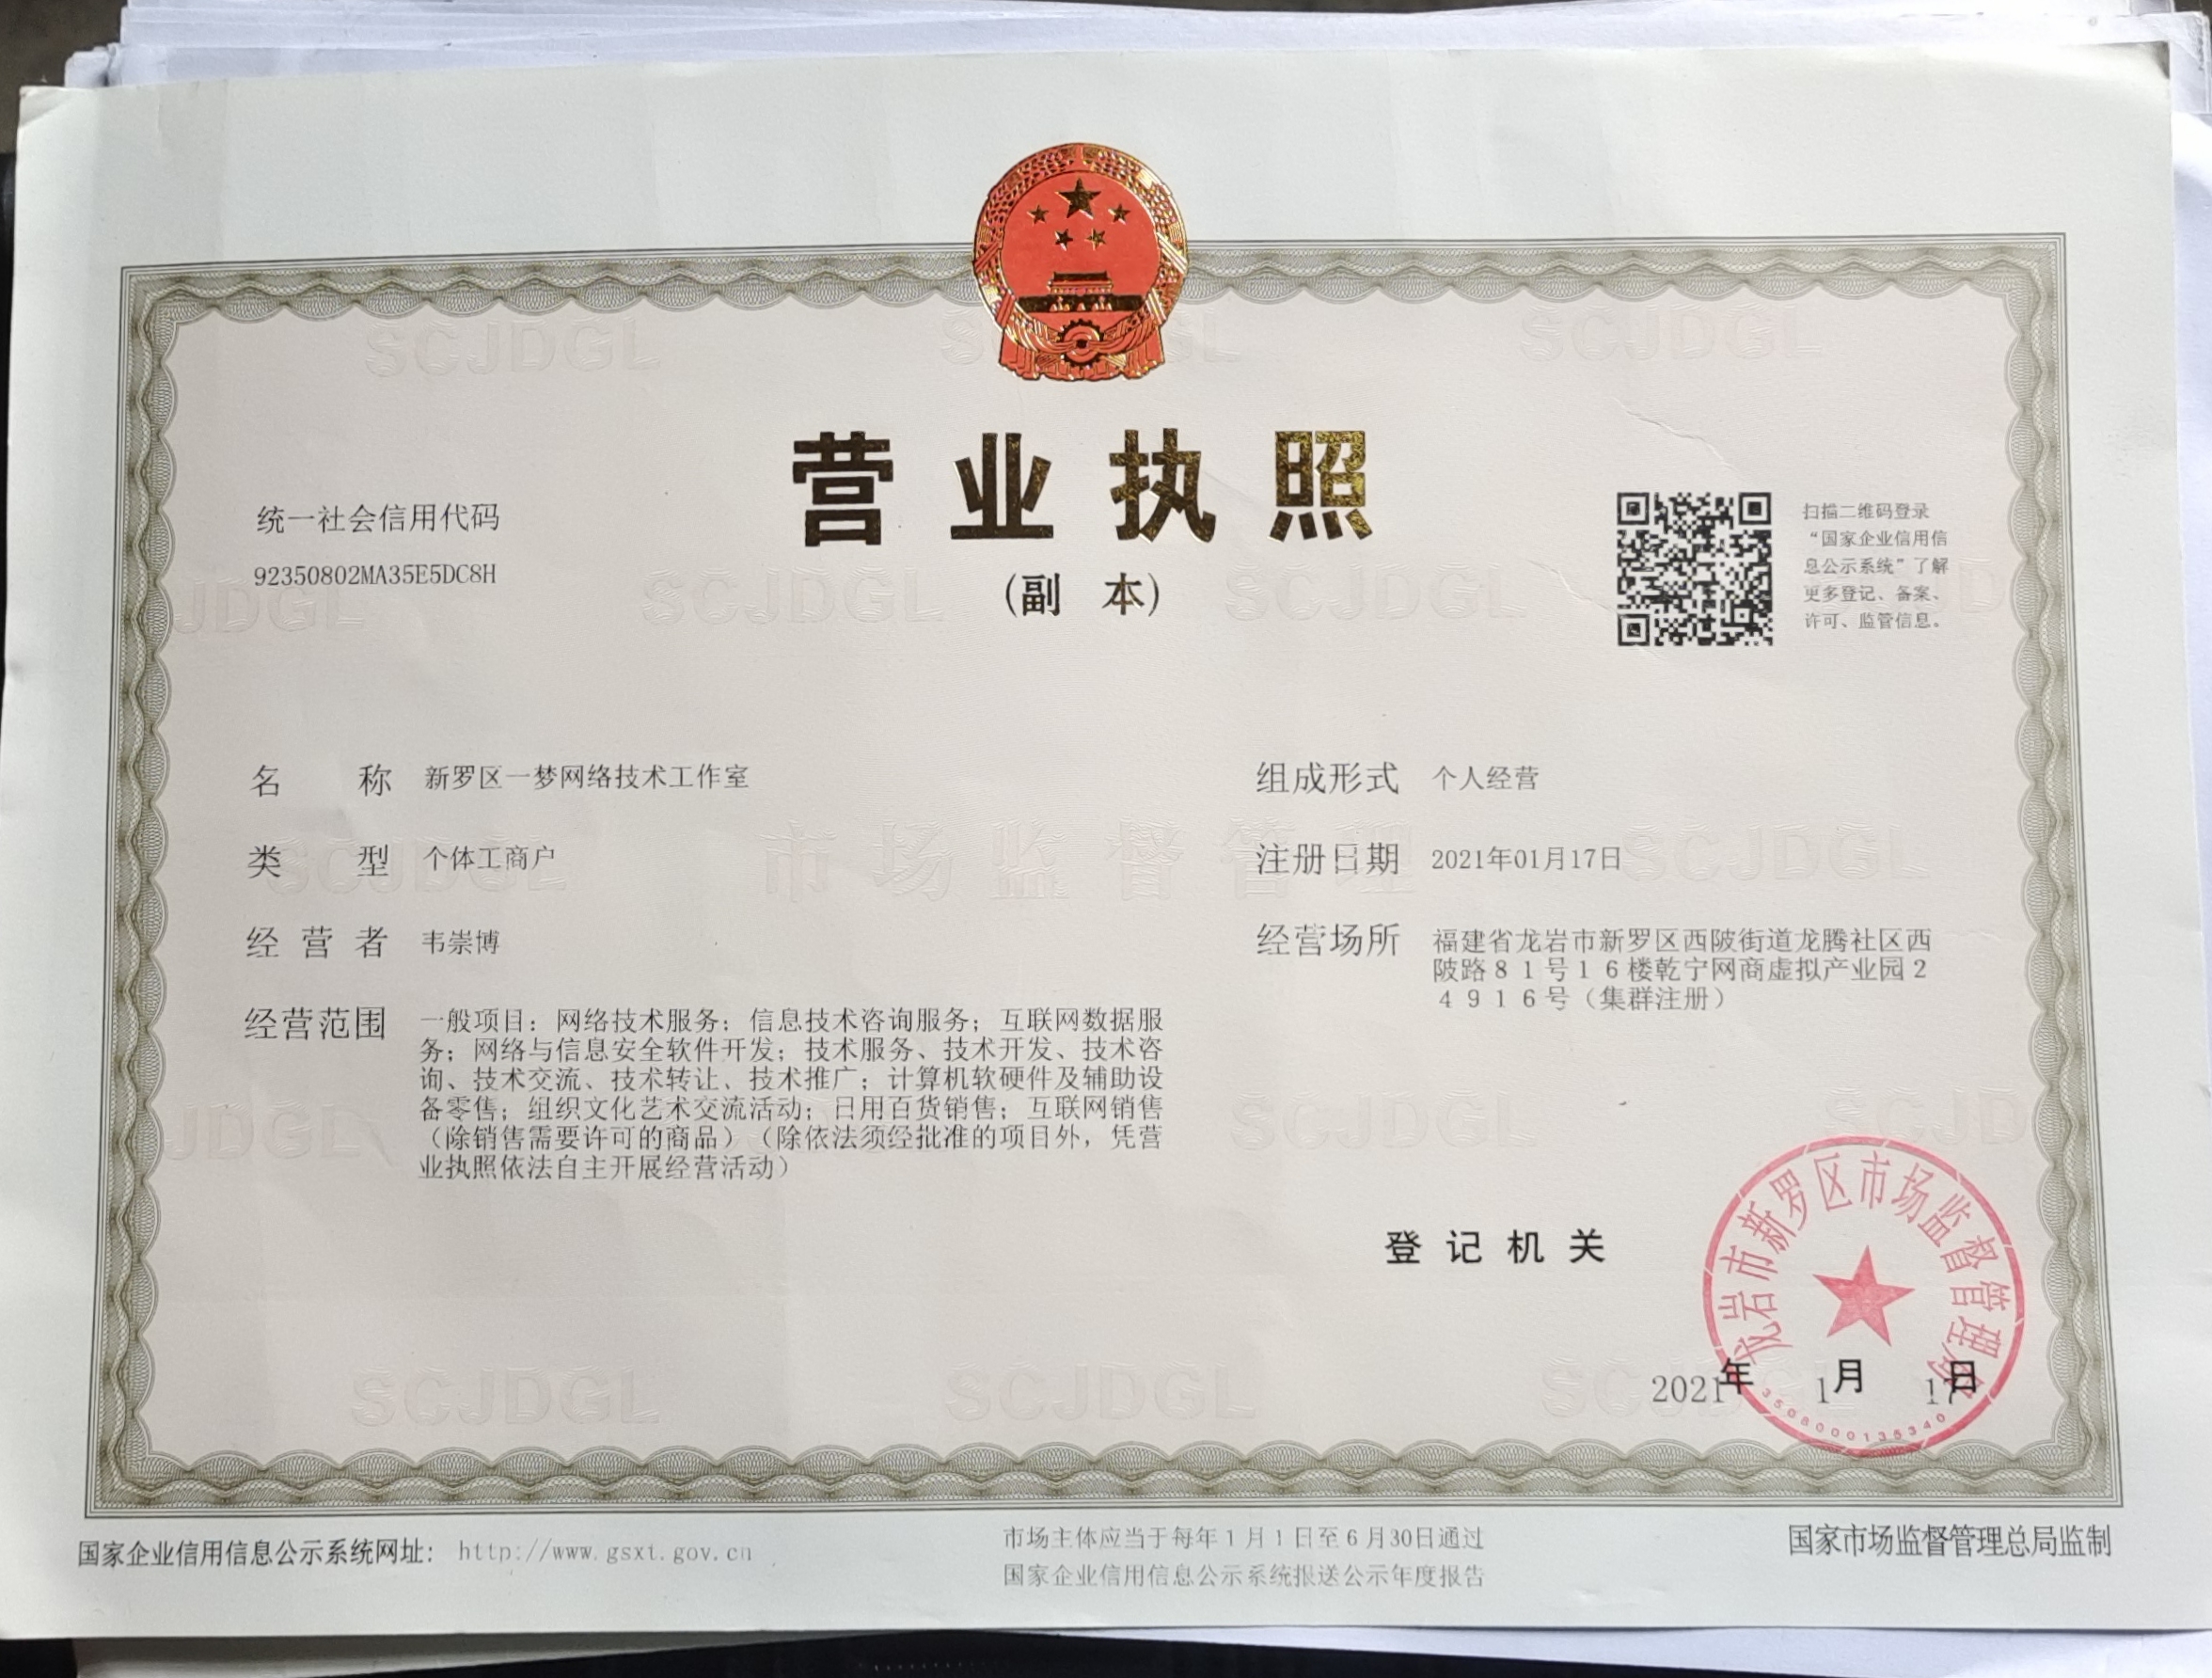 营业执照
(副 本)
统一社会信用代码
92350802MA35E5DC8H
扫描二维码登录
“国家企业信用信
息公示系统”了解
更多登记、备案、
许可、监管信息。
名 称 新罗区一梦网络技术工作室
类 型 个体工商户
经 营 者 韦崇博
经营范围 一般项目：网络技术服务；信息技术咨询服务；互联网数据服
务；网络与信息安全软件开发；技术服务、技术开发、技术咨
询、技术交流、技术转让、技术推广；计算机软硬件及辅助设
备零售；组织文化艺术交流活动；日用百货销售；互联网销售
（除销售需要许可的商品）（除依法须经批准的项目外，凭营
业执照依法自主开展经营活动）
组成形式 个人经营
注册日期 2021年01月17日
经营场所 福建省龙岩市新罗区西陂街道龙腾社区西
陂路８１号１６楼乾宁网商虚拟产业园２
４９１６号（集群注册）
登记机关
龙岩市新罗区市场监督管理局
2021年 1月 17日
3508000135340
市场监督管理
SCJDGL
国家企业信用信息公示系统网址： http://www.gsxt.gov.cn
市场主体应当于每年1月1日至6月30日通过
国家企业信用信息公示系统报送公示年度报告
国家市场监督管理总局监制